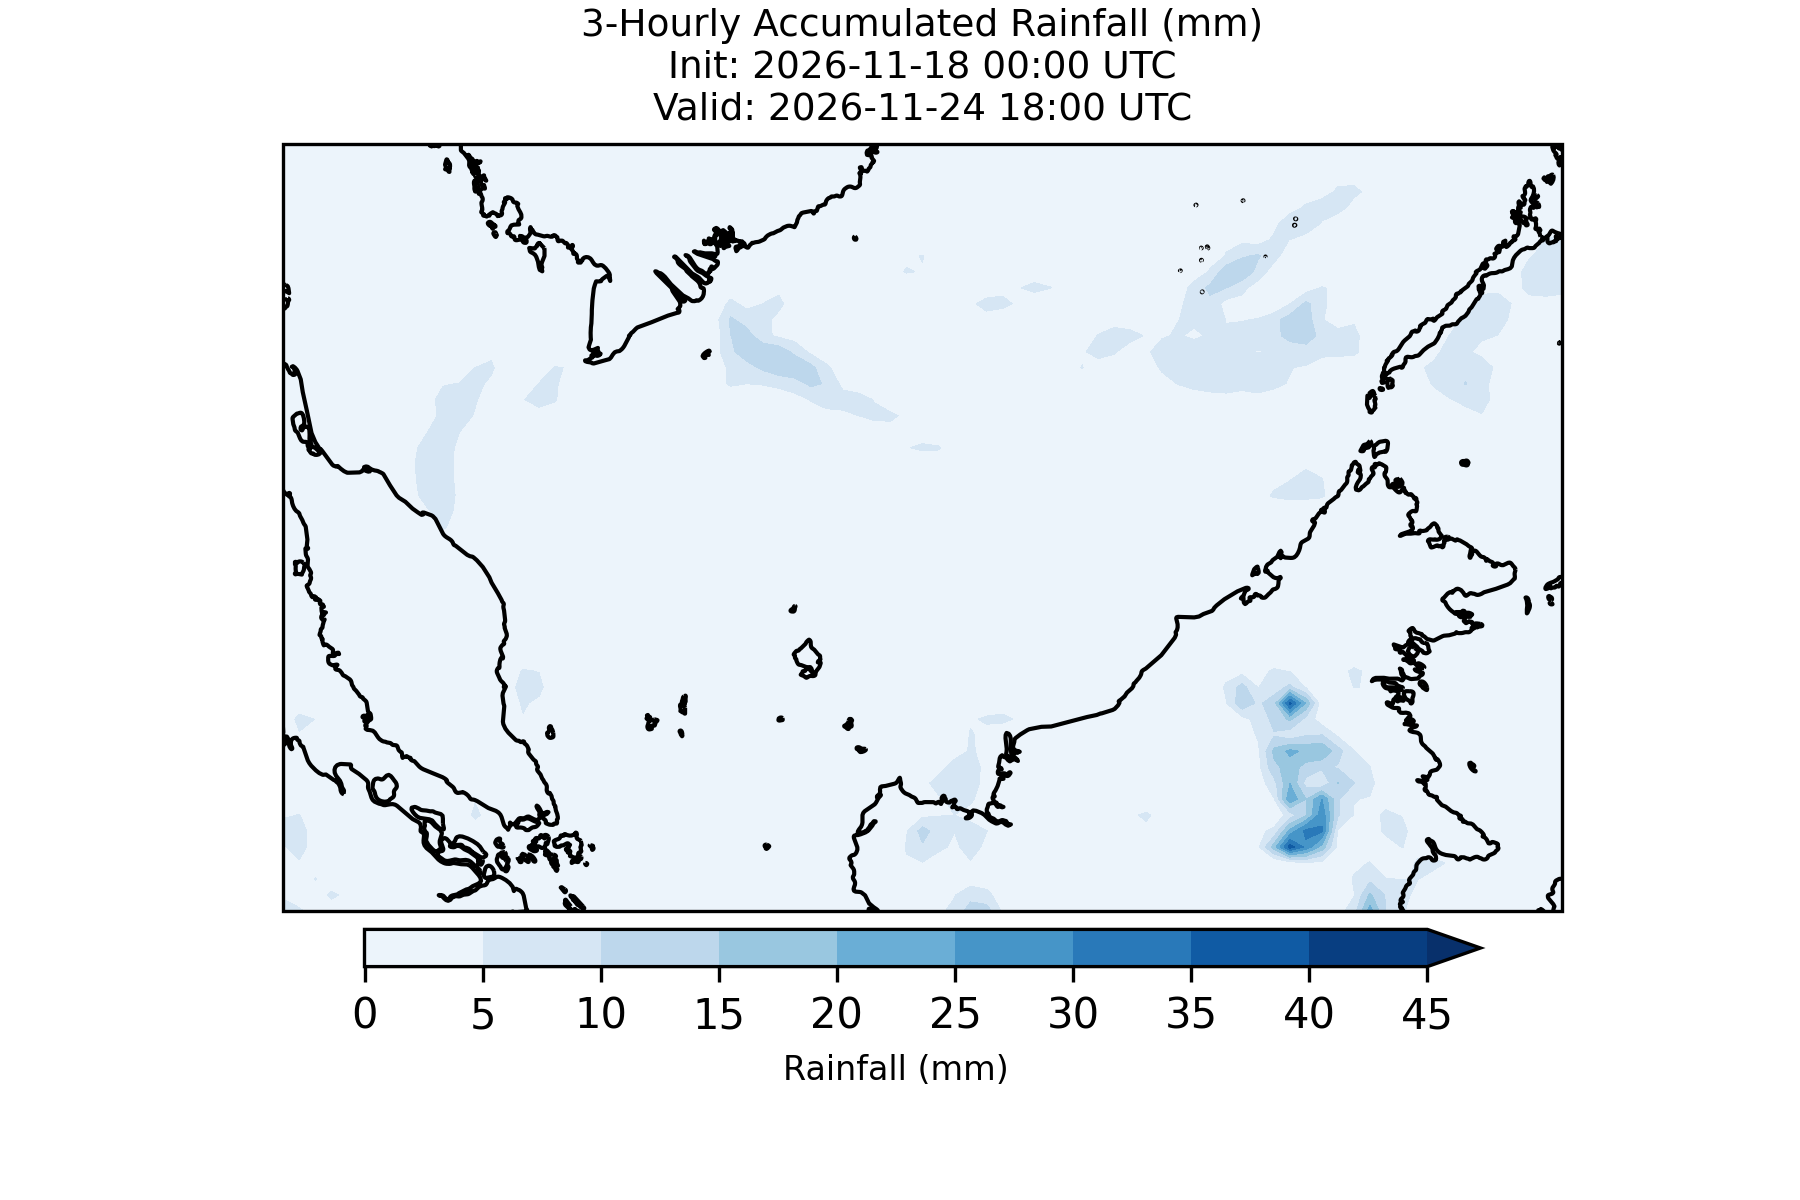 3-Hourly Accumulated Rainfall (mm)
Init: 2026-11-18 00:00 UTC
Valid: 2026-11-24 18:00 UTC
0 5 10 15 20 25 30 35 40 45
Rainfall (mm)